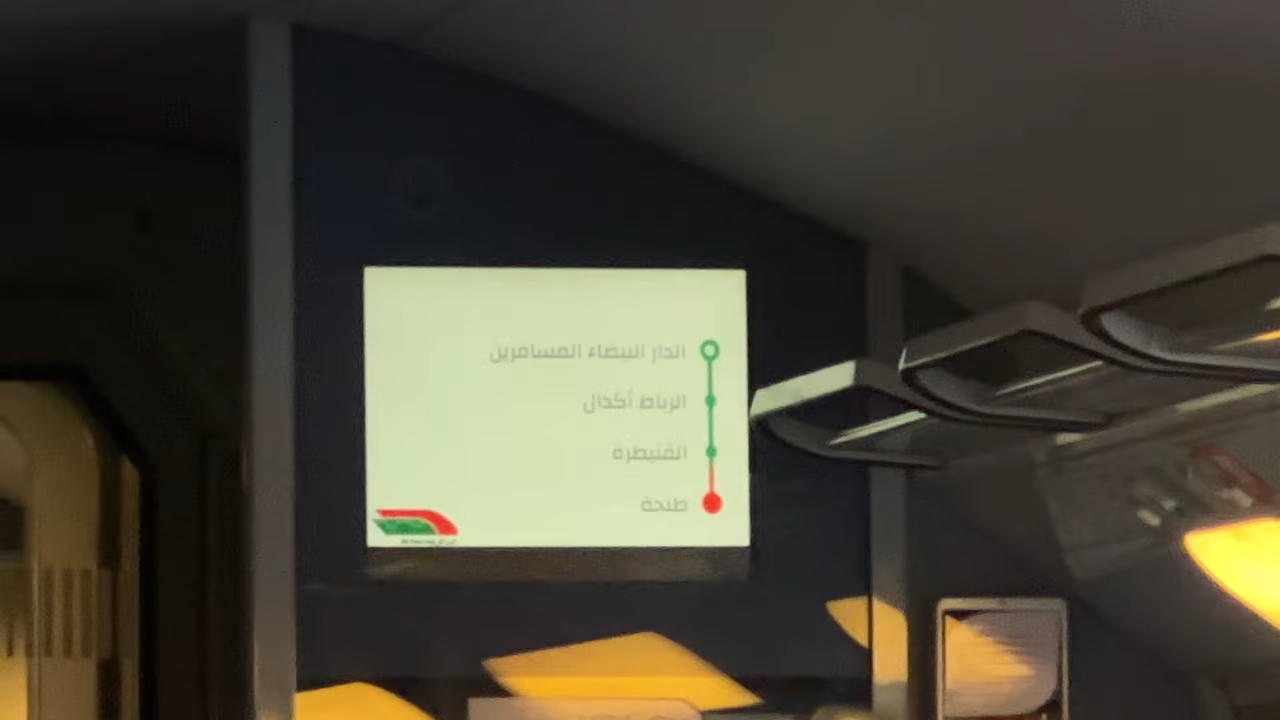 الدار البيضاء المسافرين
الرباط أكدال
القنيطرة
طنجة